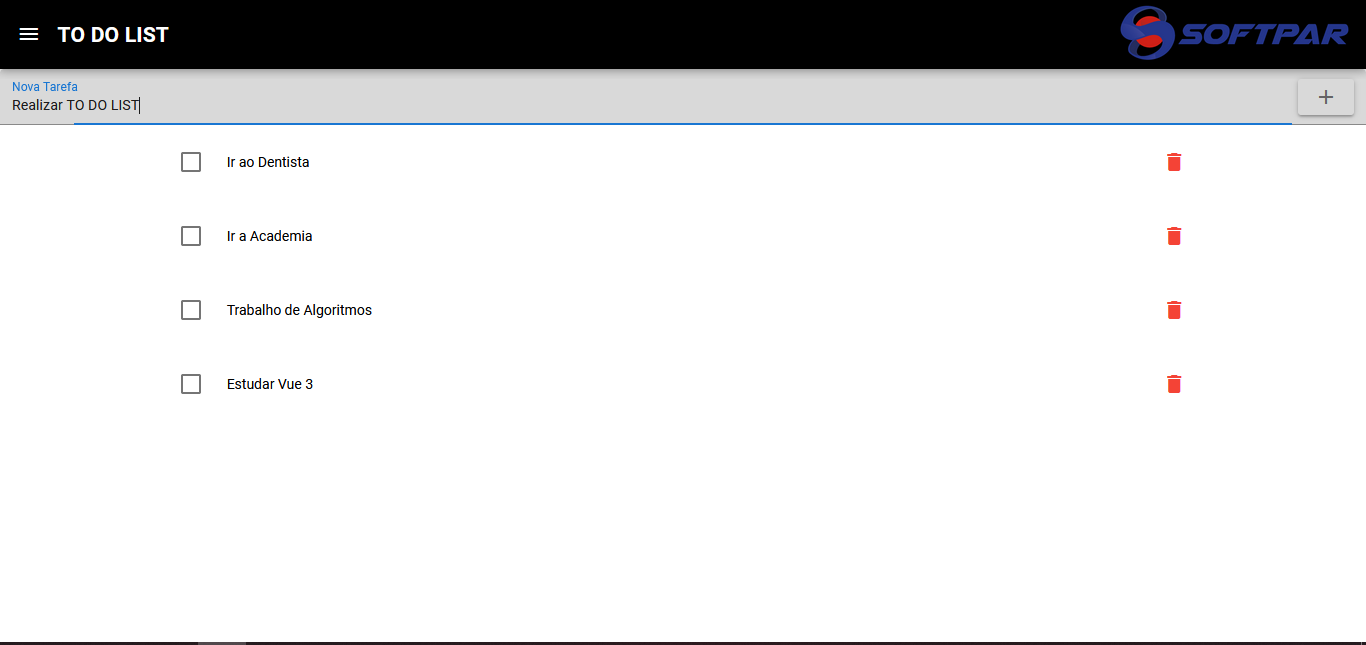 TO DO LIST
SOFTPAR
Nova Tarefa
Realizar TO DO LIST
Ir ao Dentista
Ir a Academia
Trabalho de Algoritmos
Estudar Vue 3